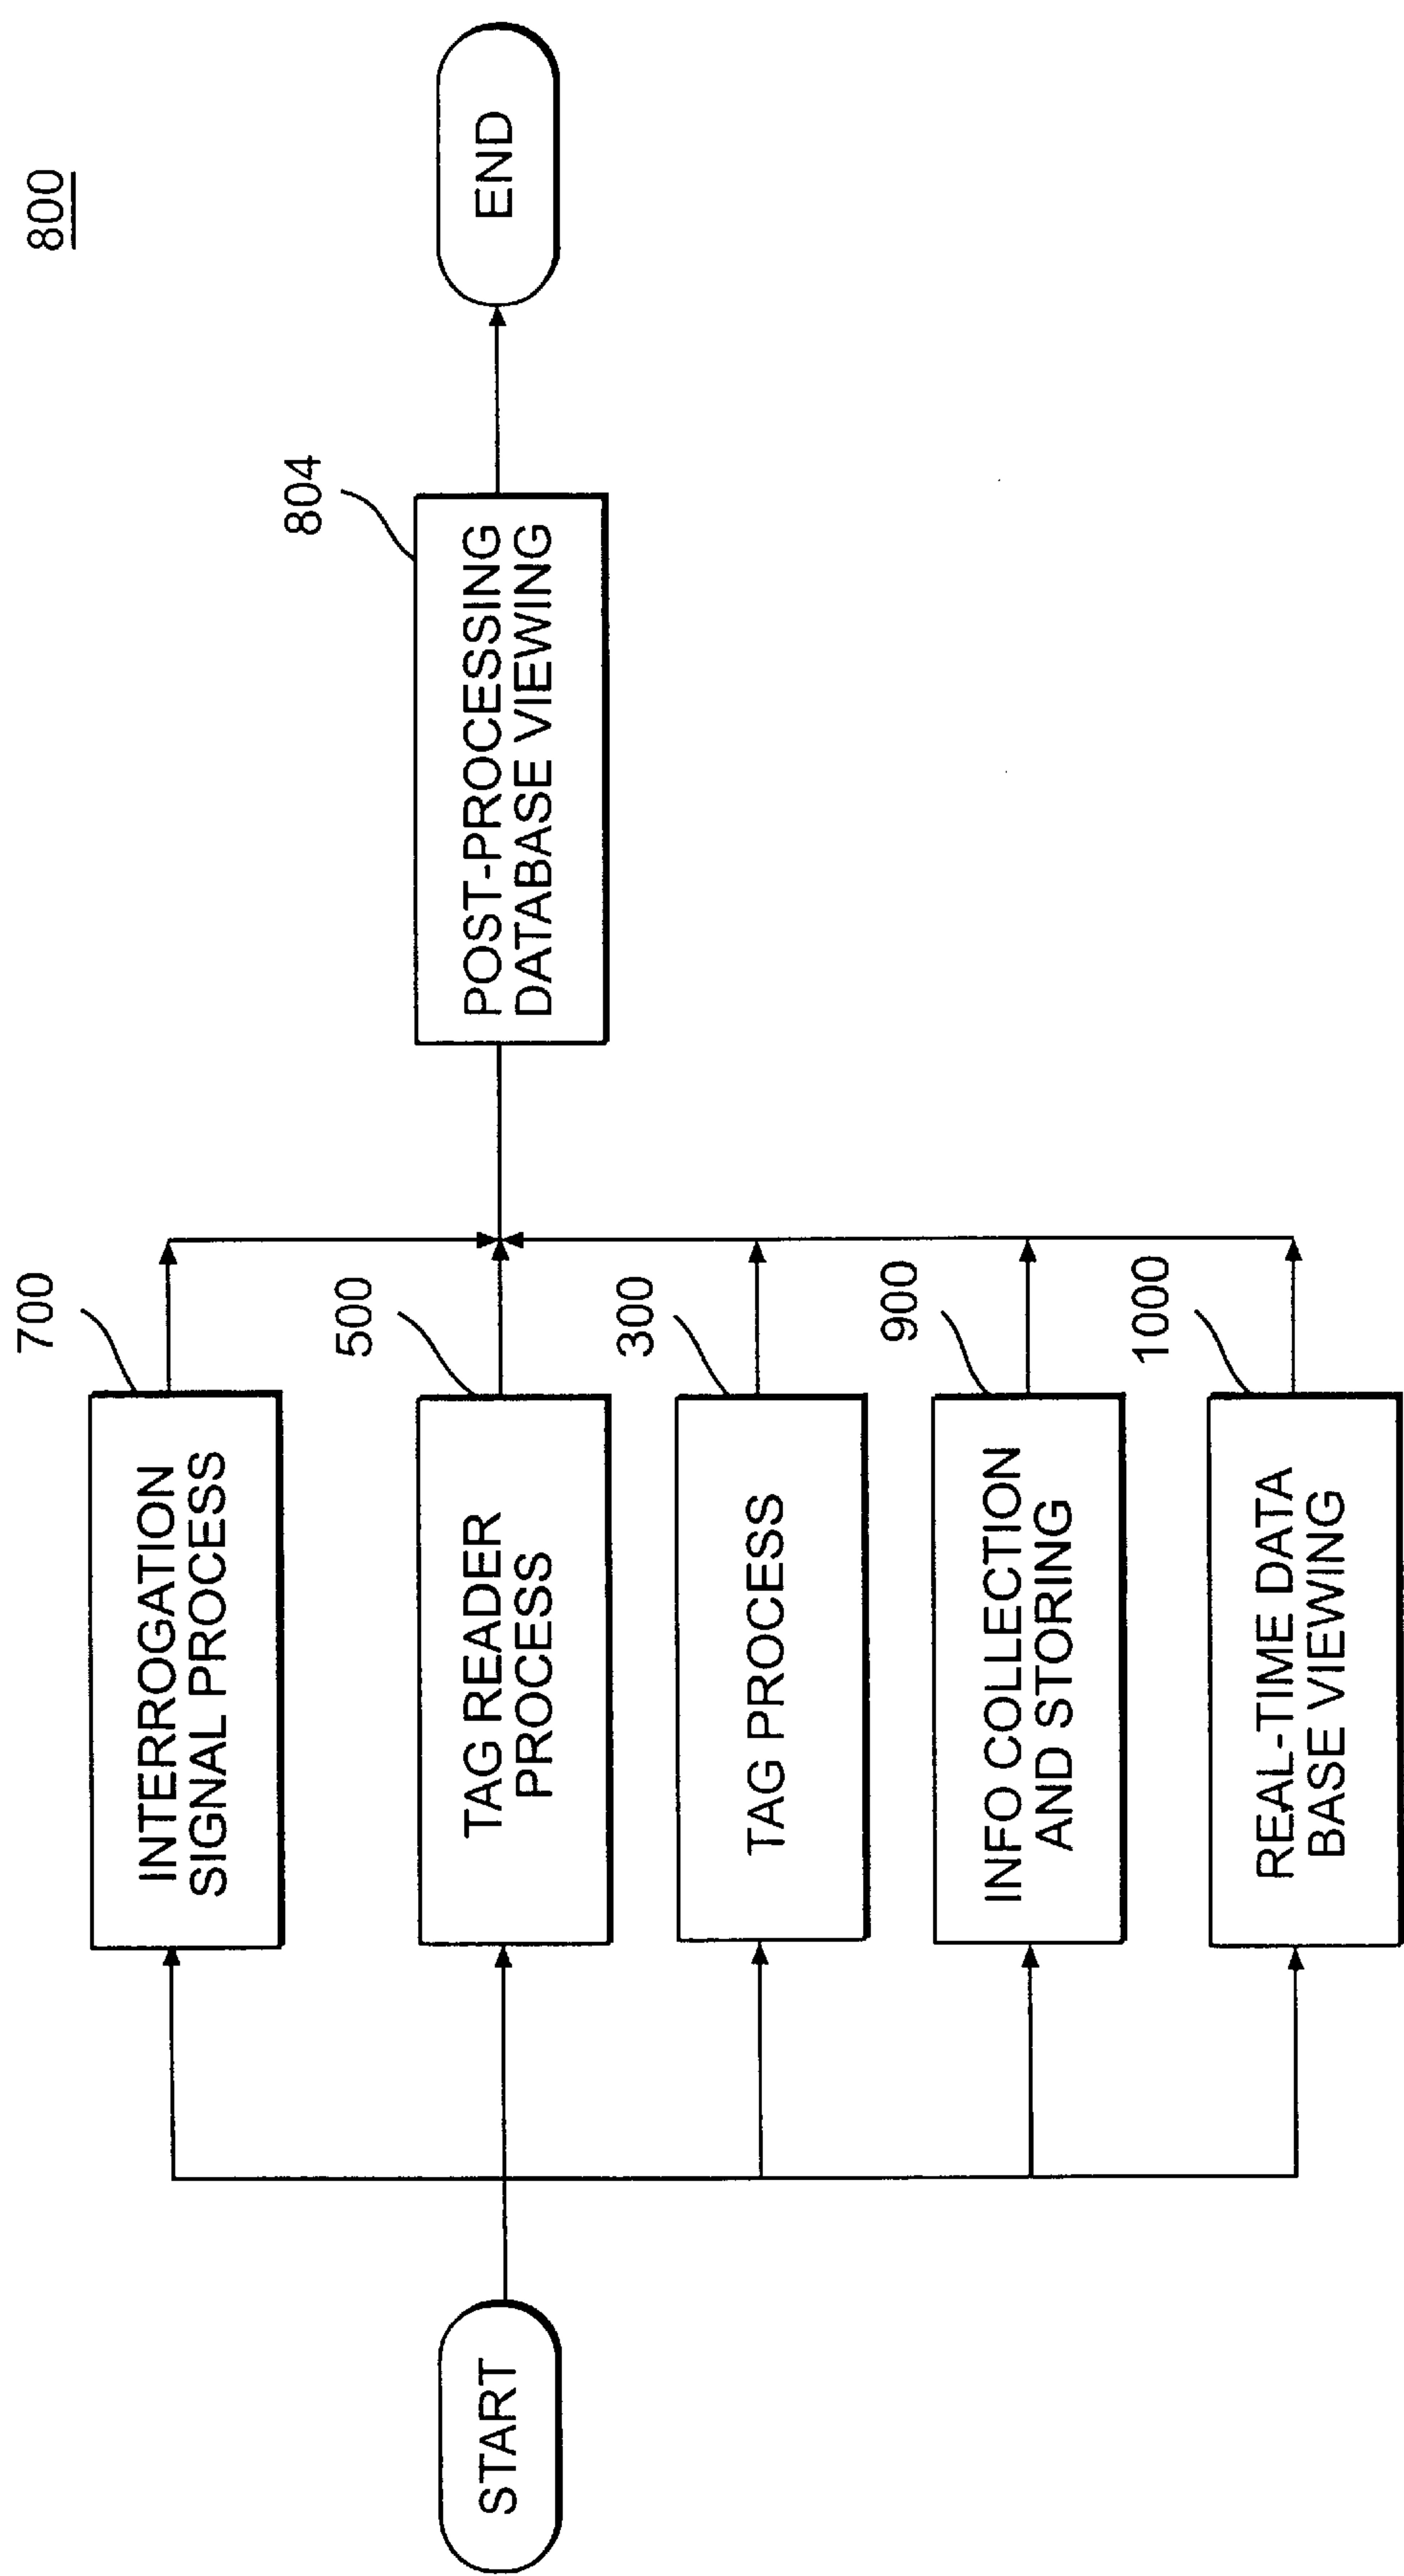 800
START
700
INTERROGATION
SIGNAL PROCESS
500
TAG READER
PROCESS
300
TAG PROCESS
900
INFO COLLECTION
AND STORING
1000
REAL-TIME DATA
BASE VIEWING
804
POST-PROCESSING
DATABASE VIEWING
END